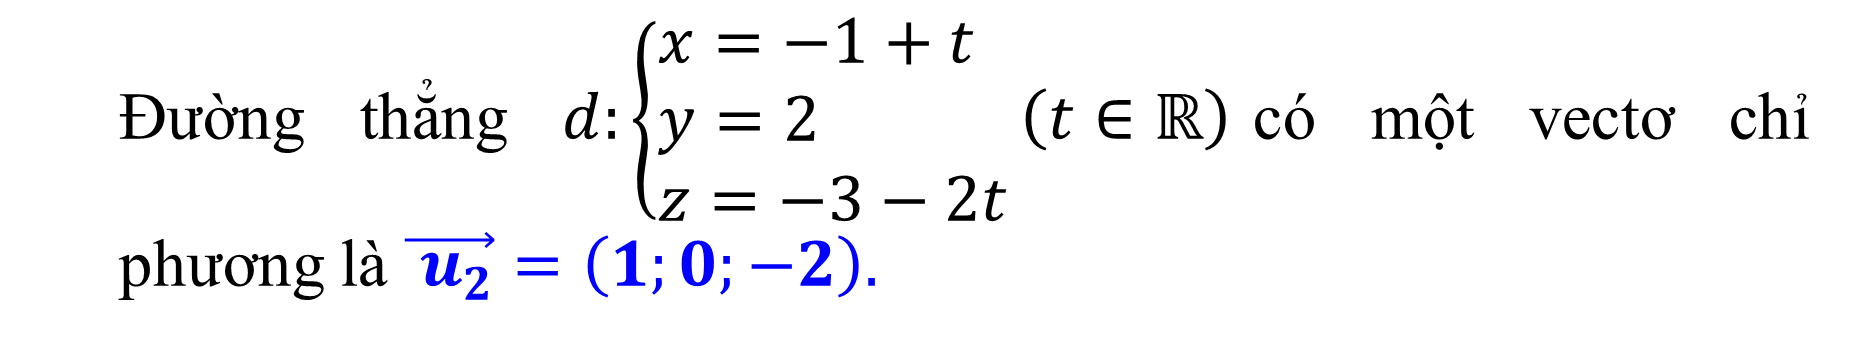 x = −1 + t
Đường thẳng d: { y = 2 (t ∈ ℝ) có một vectơ chỉ
z = −3 − 2t
phương là u₂⃗ = (1; 0; −2).